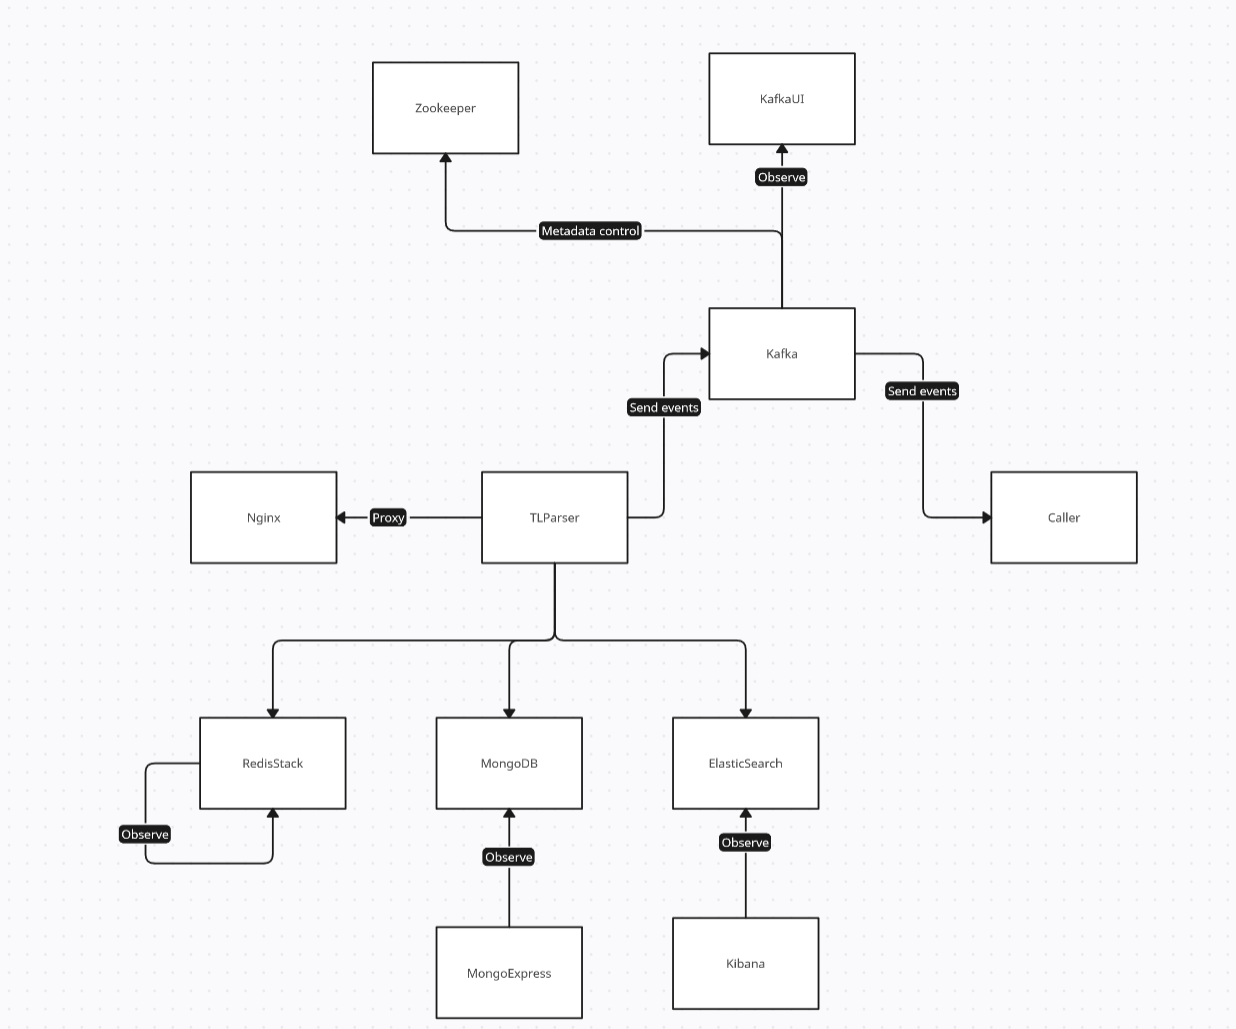 KafkaUI
Zookeeper
Observe
Metadata control
Kafka
Send events
Send events
Nginx
Proxy
TLParser
Caller
RedisStack
MongoDB
ElasticSearch
Observe
Observe
Observe
MongoExpress
Kibana